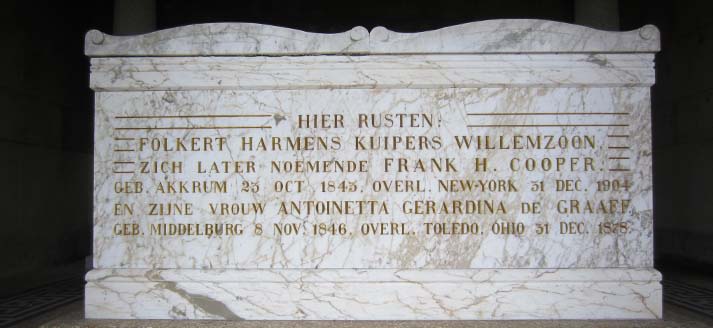 HIER RUSTEN:
FOLKERT HARMENS KUIPERS WILLEMZOON,
ZICH LATER NOEMENDE FRANK H. COOPER.
GEB. AKKRUM 25 OCT 1843. OVERL. NEW-YORK 31 DEC. 1904
EN ZIJNE VROUW ANTOINETTA GERARDINA DE GRAAFF
GEB. MIDDELBURG 8 NOV. 1846. OVERL. TOLEDO. OHIO 31 DEC. 1878.